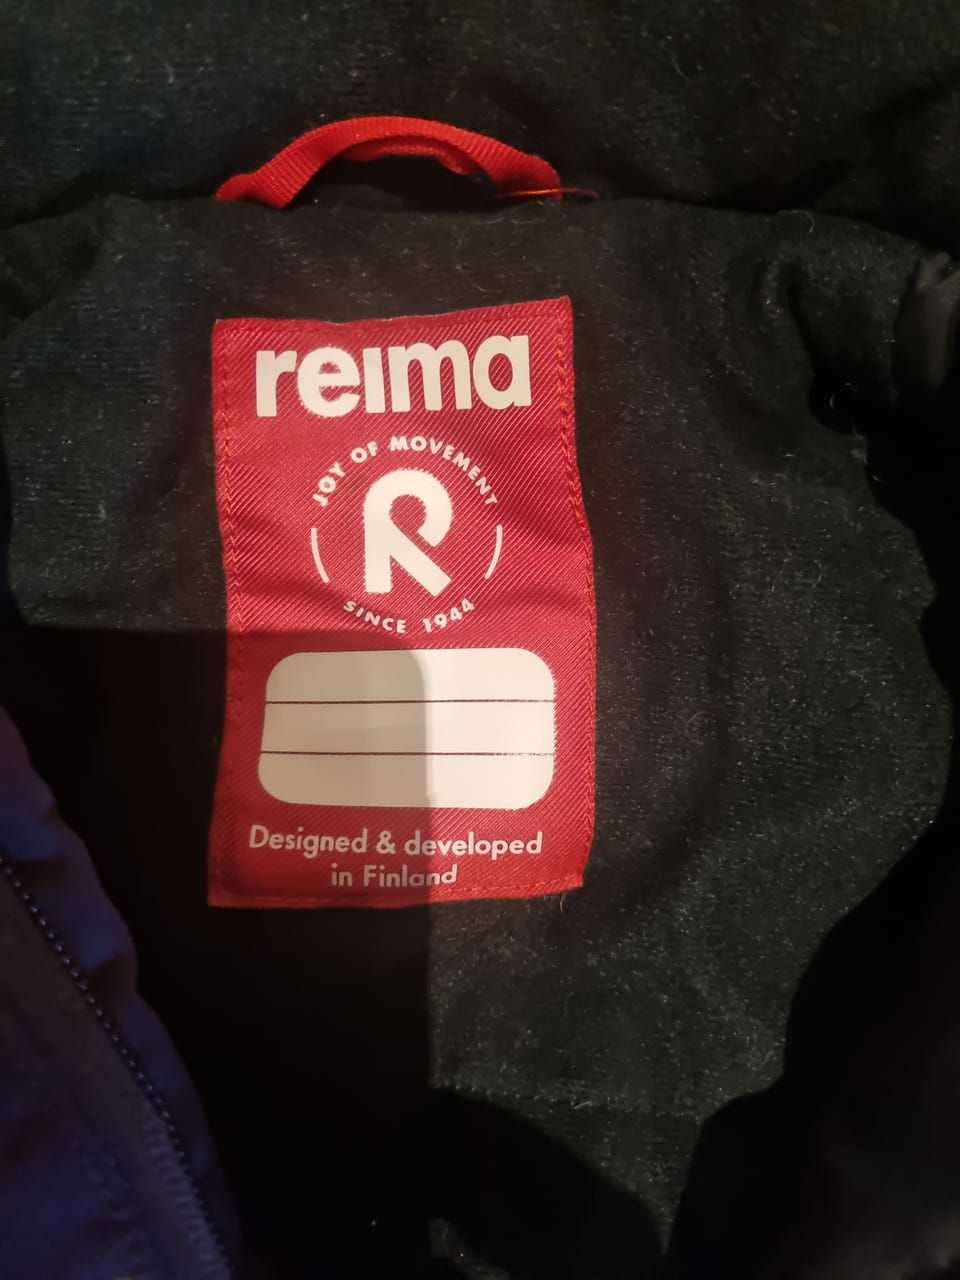 reima
JOY OF MOVEMENT
R
SINCE 1944
Designed & developed
in Finland